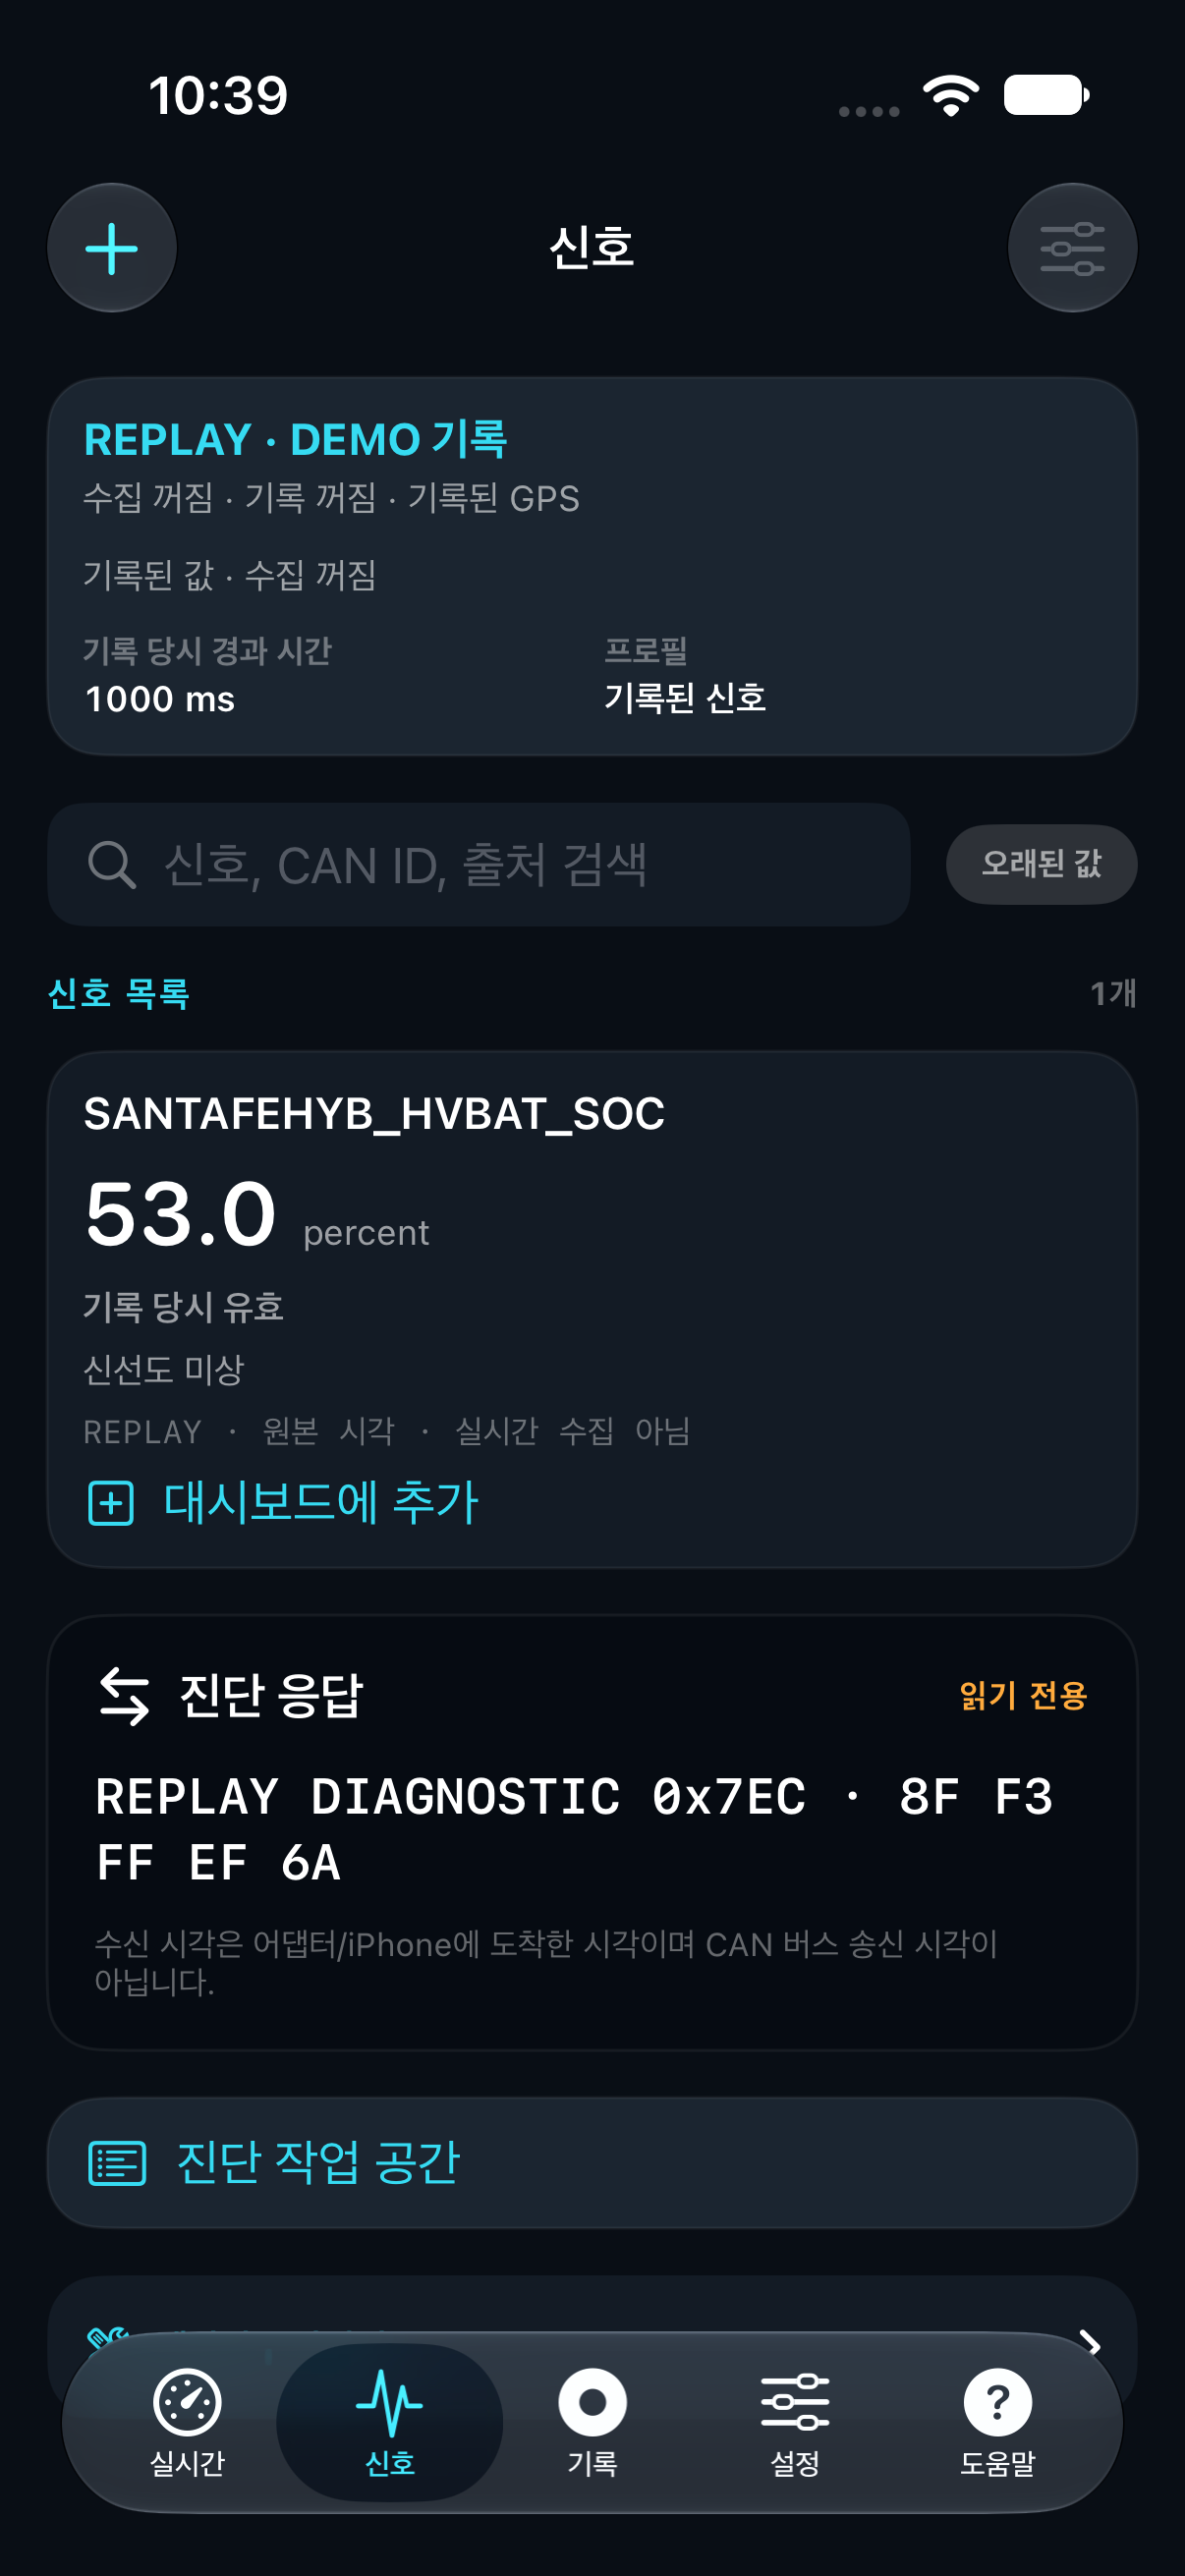 10:39
신호
REPLAY · DEMO 기록
수집 꺼짐 · 기록 꺼짐 · 기록된 GPS
기록된 값 · 수집 꺼짐
기록 당시 경과 시간
1000 ms
프로필
기록된 신호
신호, CAN ID, 출처 검색
오래된 값
신호 목록
1개
SANTAFEHYB_HVBAT_SOC
53.0 percent
기록 당시 유효
신선도 미상
REPLAY · 원본 시각 · 실시간 수집 아님
대시보드에 추가
진단 응답
읽기 전용
REPLAY DIAGNOSTIC 0x7EC · 8F F3
FF EF 6A
수신 시각은 어댑터/iPhone에 도착한 시각이며 CAN 버스 송신 시각이
아닙니다.
진단 작업 공간
실시간
신호
기록
설정
도움말